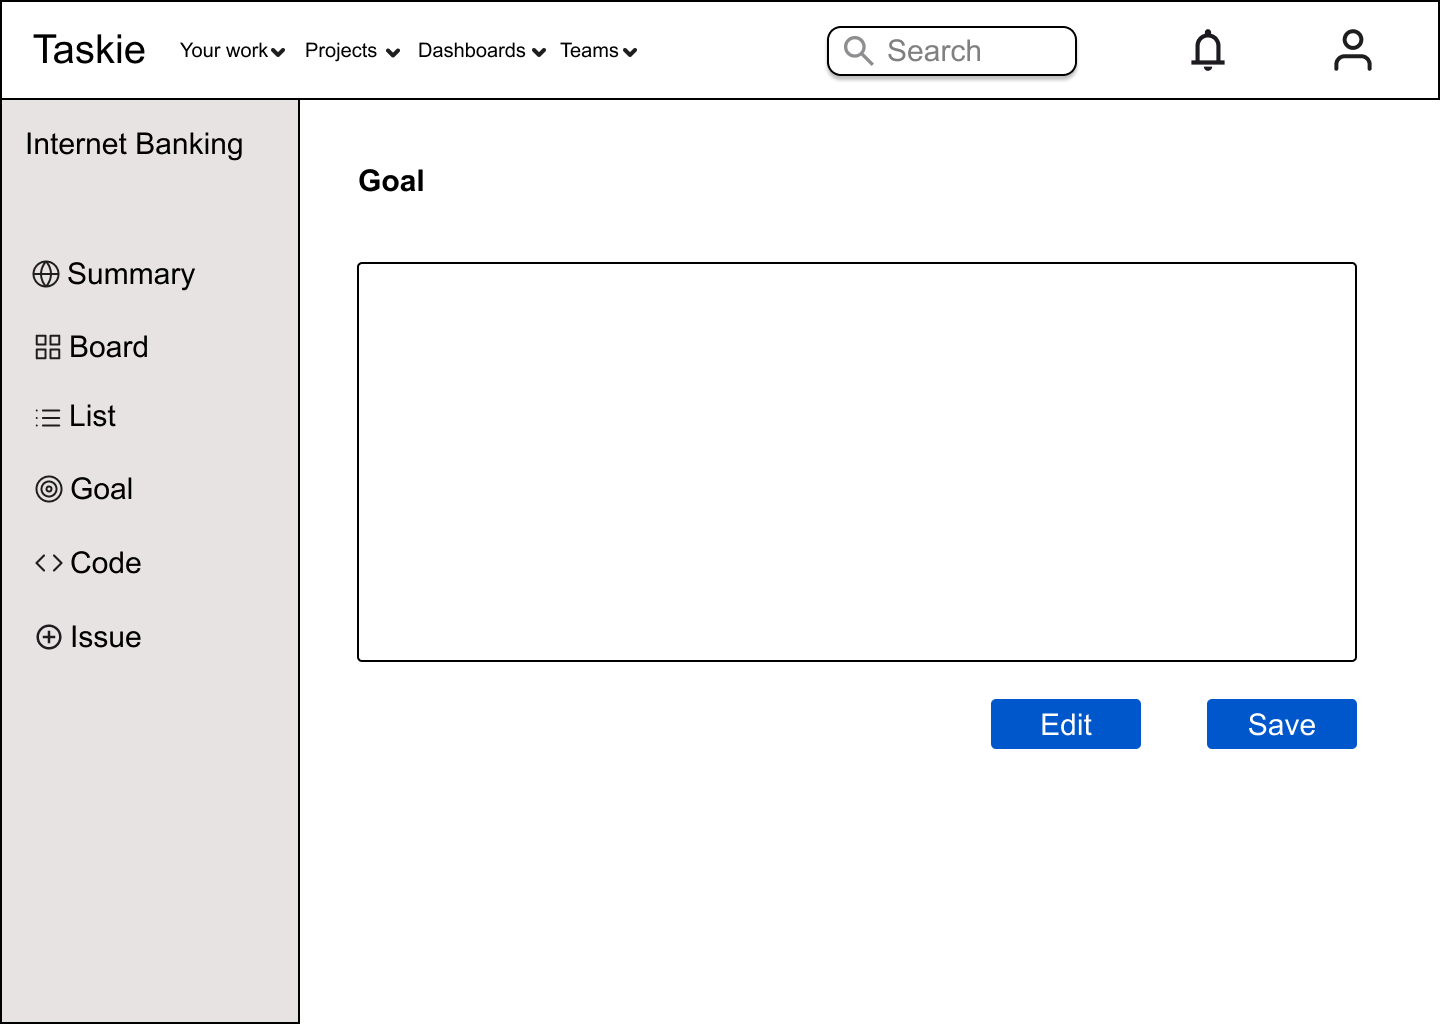 Taskie Your work Projects Dashboards Teams Search
Internet Banking
Goal
Summary
Board
List
Goal
Code
Issue
Edit Save